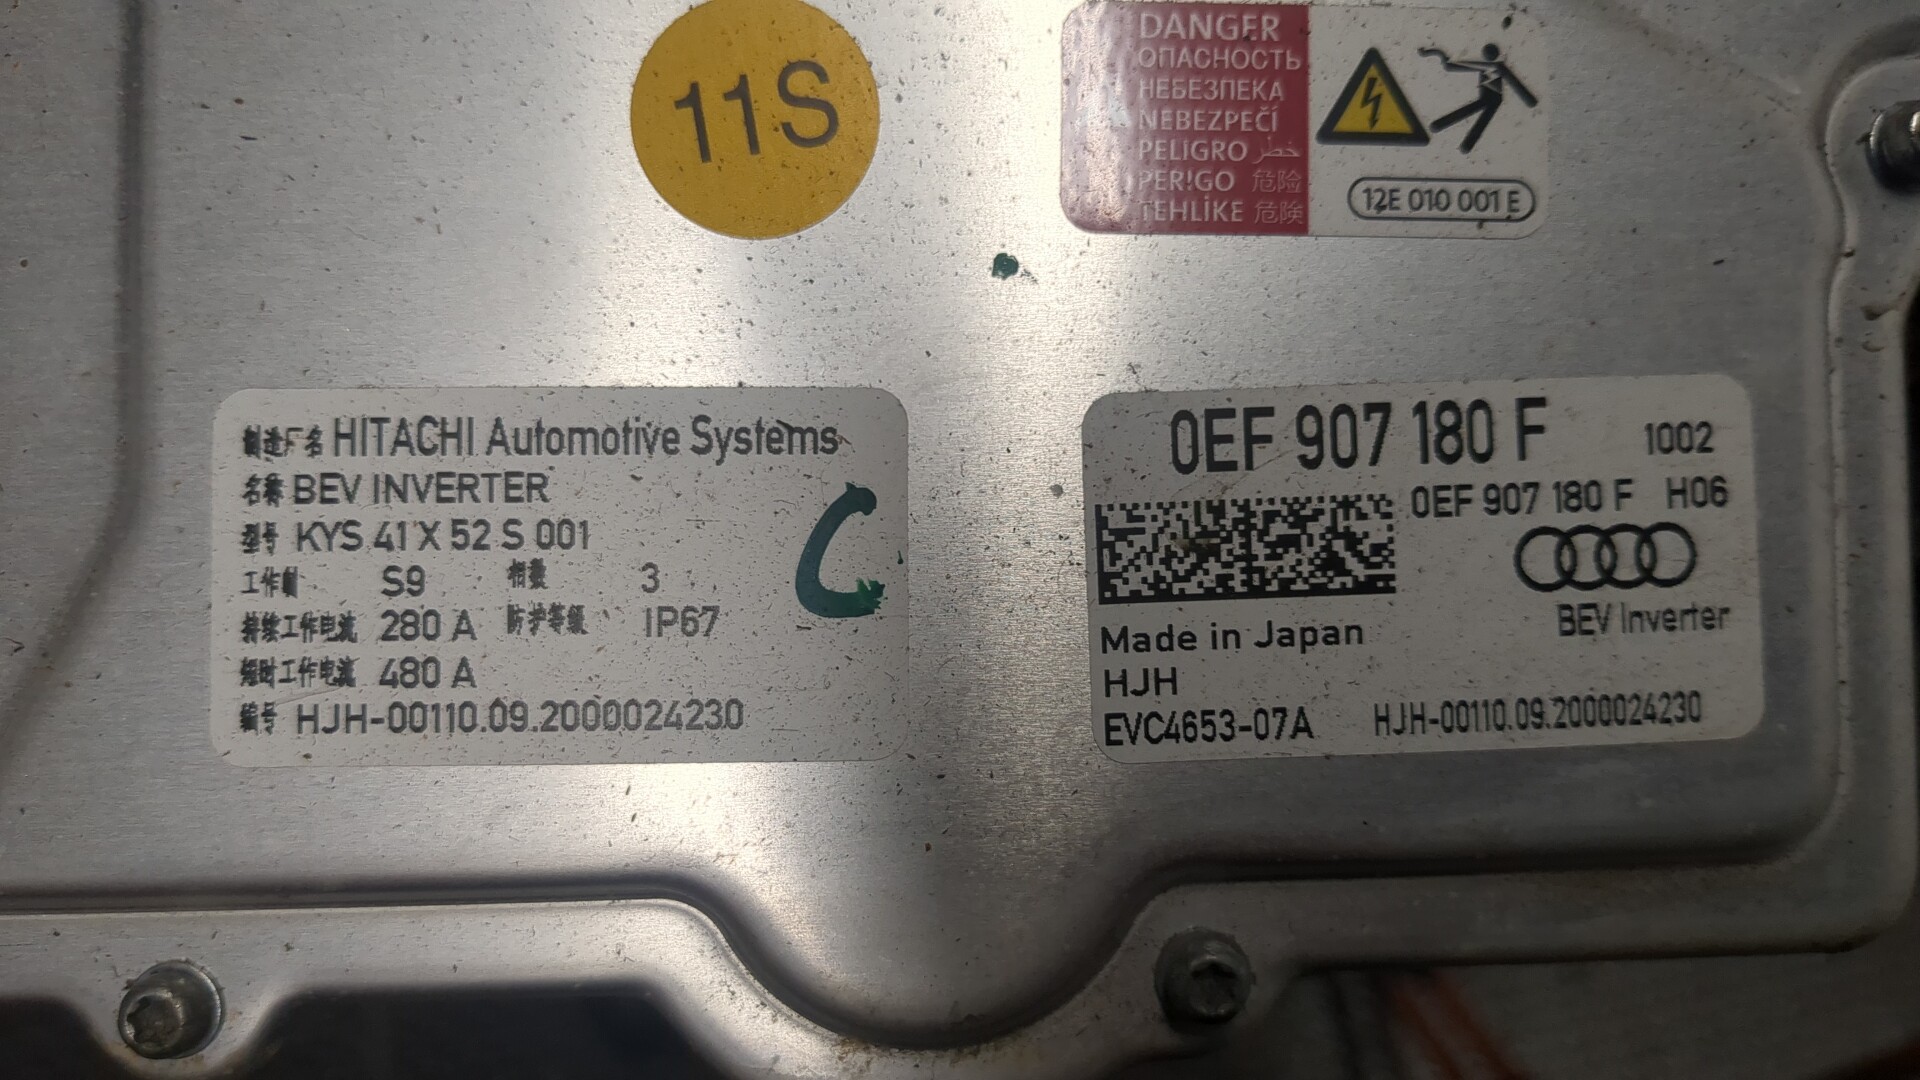 11S
DANGER
ОПАСНОСТЬ
НЕБЕЗПЕКА
NEBEZPEČÍ
PELIGRO خطر
PERIGO 危险
TEHLİKE 危険
12E 010 001 E
制造厂名 HITACHI Automotive Systems
名称 BEV INVERTER
型号 KYS 41 X 52 S 001
工作制 S9 相数 3
持续工作电流 280 A 防护等级 IP67
短时工作电流 480 A
编号 HJH-00110.09.2000024230
C
0EF 907 180 F 1002
0EF 907 180 F H06
BEV Inverter
Made in Japan
HJH
EVC4653-07A HJH-00110.09.2000024230